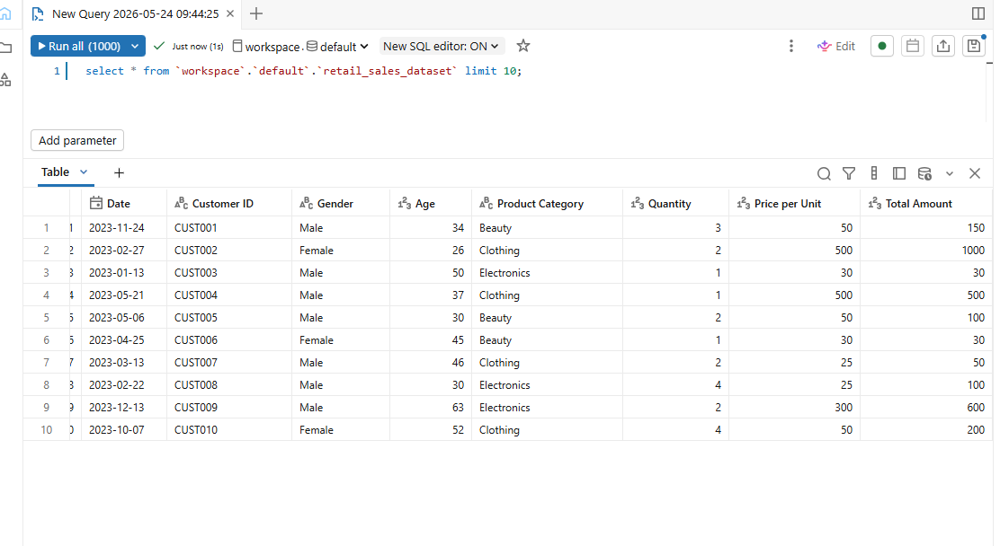 New Query 2026-05-24 09:44:25
Run all (1000) Just now (1s) workspace. default New SQL editor: ON Edit
1 select * from `workspace`.`default`.`retail_sales_dataset` limit 10;
Add parameter
Table
Date Customer ID Gender Age Product Category Quantity Price per Unit Total Amount
1 1 2023-11-24 CUST001 Male 34 Beauty 3 50 150
2 2 2023-02-27 CUST002 Female 26 Clothing 2 500 1000
3 3 2023-01-13 CUST003 Male 50 Electronics 1 30 30
4 4 2023-05-21 CUST004 Male 37 Clothing 1 500 500
5 5 2023-05-06 CUST005 Male 30 Beauty 2 50 100
6 6 2023-04-25 CUST006 Female 45 Beauty 1 30 30
7 7 2023-03-13 CUST007 Male 46 Clothing 2 25 50
8 8 2023-02-22 CUST008 Male 30 Electronics 4 25 100
9 9 2023-12-13 CUST009 Male 63 Electronics 2 300 600
10 0 2023-10-07 CUST010 Female 52 Clothing 4 50 200